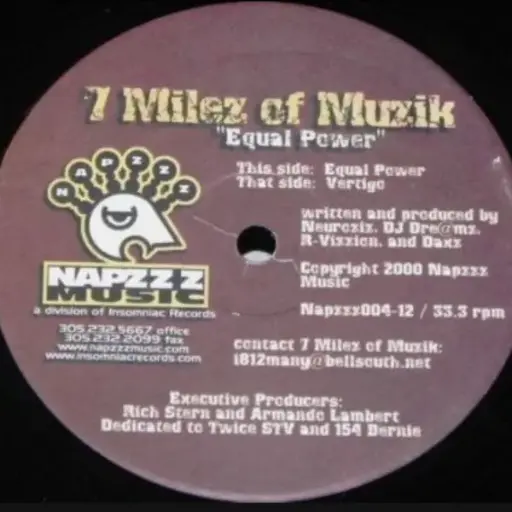 7 Milez of Muzik
"Equal Power"
This side: Equal Power
That side: Vertigo
written and produced by
Neuroziz, DJ Dre@mz,
R-Vizzion, and Daxz
Copyright 2000 Napzzz
Music
Napzzz004-12 / 33.3 rpm
contact 7 Milez of Muzik:
i812many@bellsouth.net
NAPZZZ
NAPZZZ
MUSIC
a division of Insomniac Records
305.232.5667 office
305.232.2099 fax
www.napzzzmusic.com
www.insomniacrecords.com
Executive Producers:
Rich Stern and Armando Lambert
Dedicated to Twice STV and 154 Bernie